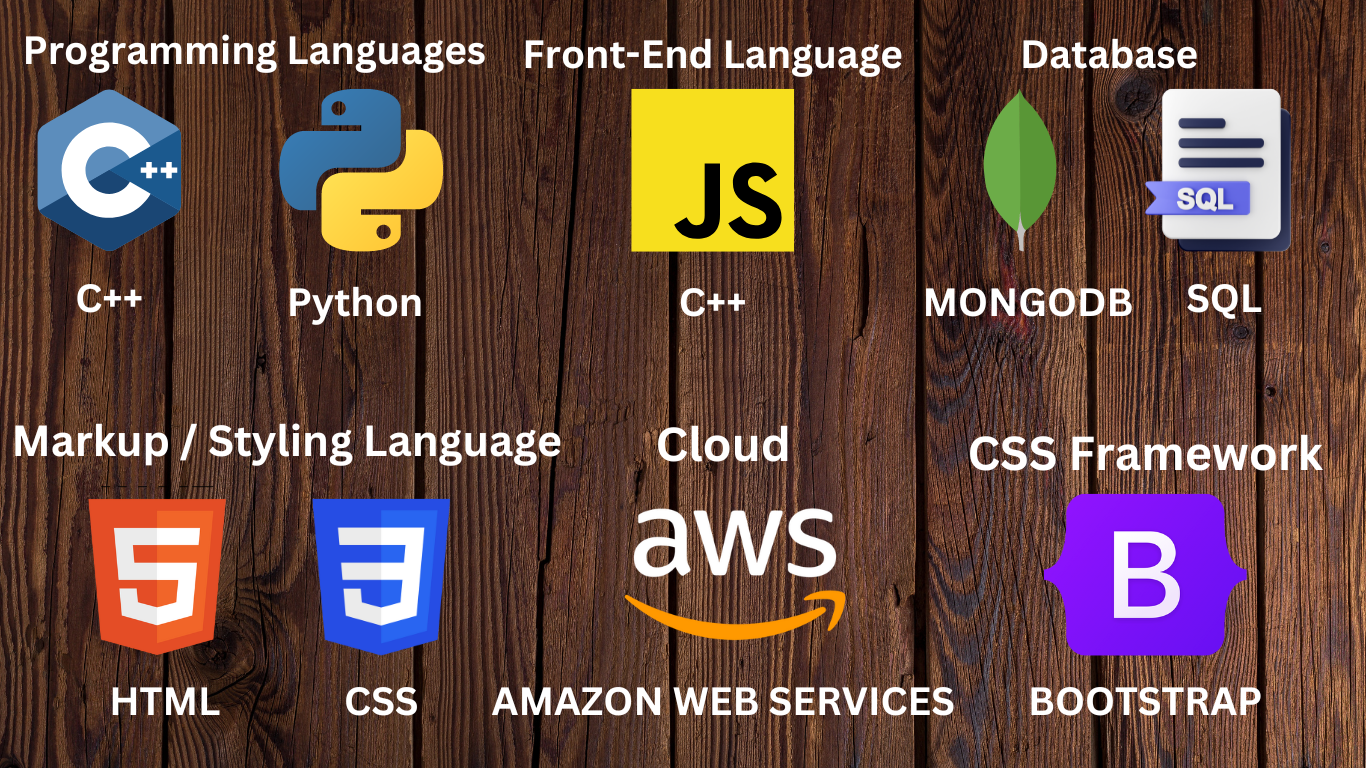 Programming Languages
Front-End Language
Database
C++
JS
SQL
C++
Python
C++
MONGODB
SQL
Markup / Styling Language
Cloud
CSS Framework
5
3
aws
B
HTML
CSS
AMAZON WEB SERVICES
BOOTSTRAP